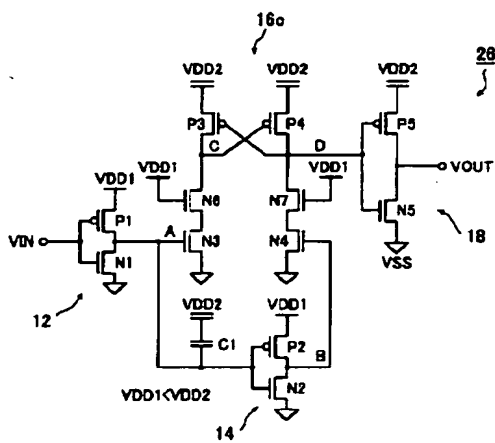 16c
26
VDD2
VDD2
VDD2
P3
P4
P5
C
D
VDD1
VDD1
VOUT
VDD1
N6
N7
P1
A
N3
N4
N5
18
VIN
N1
VSS
VDD2
VDD1
12
C1
P2
B
VDD1<VDD2
N2
14